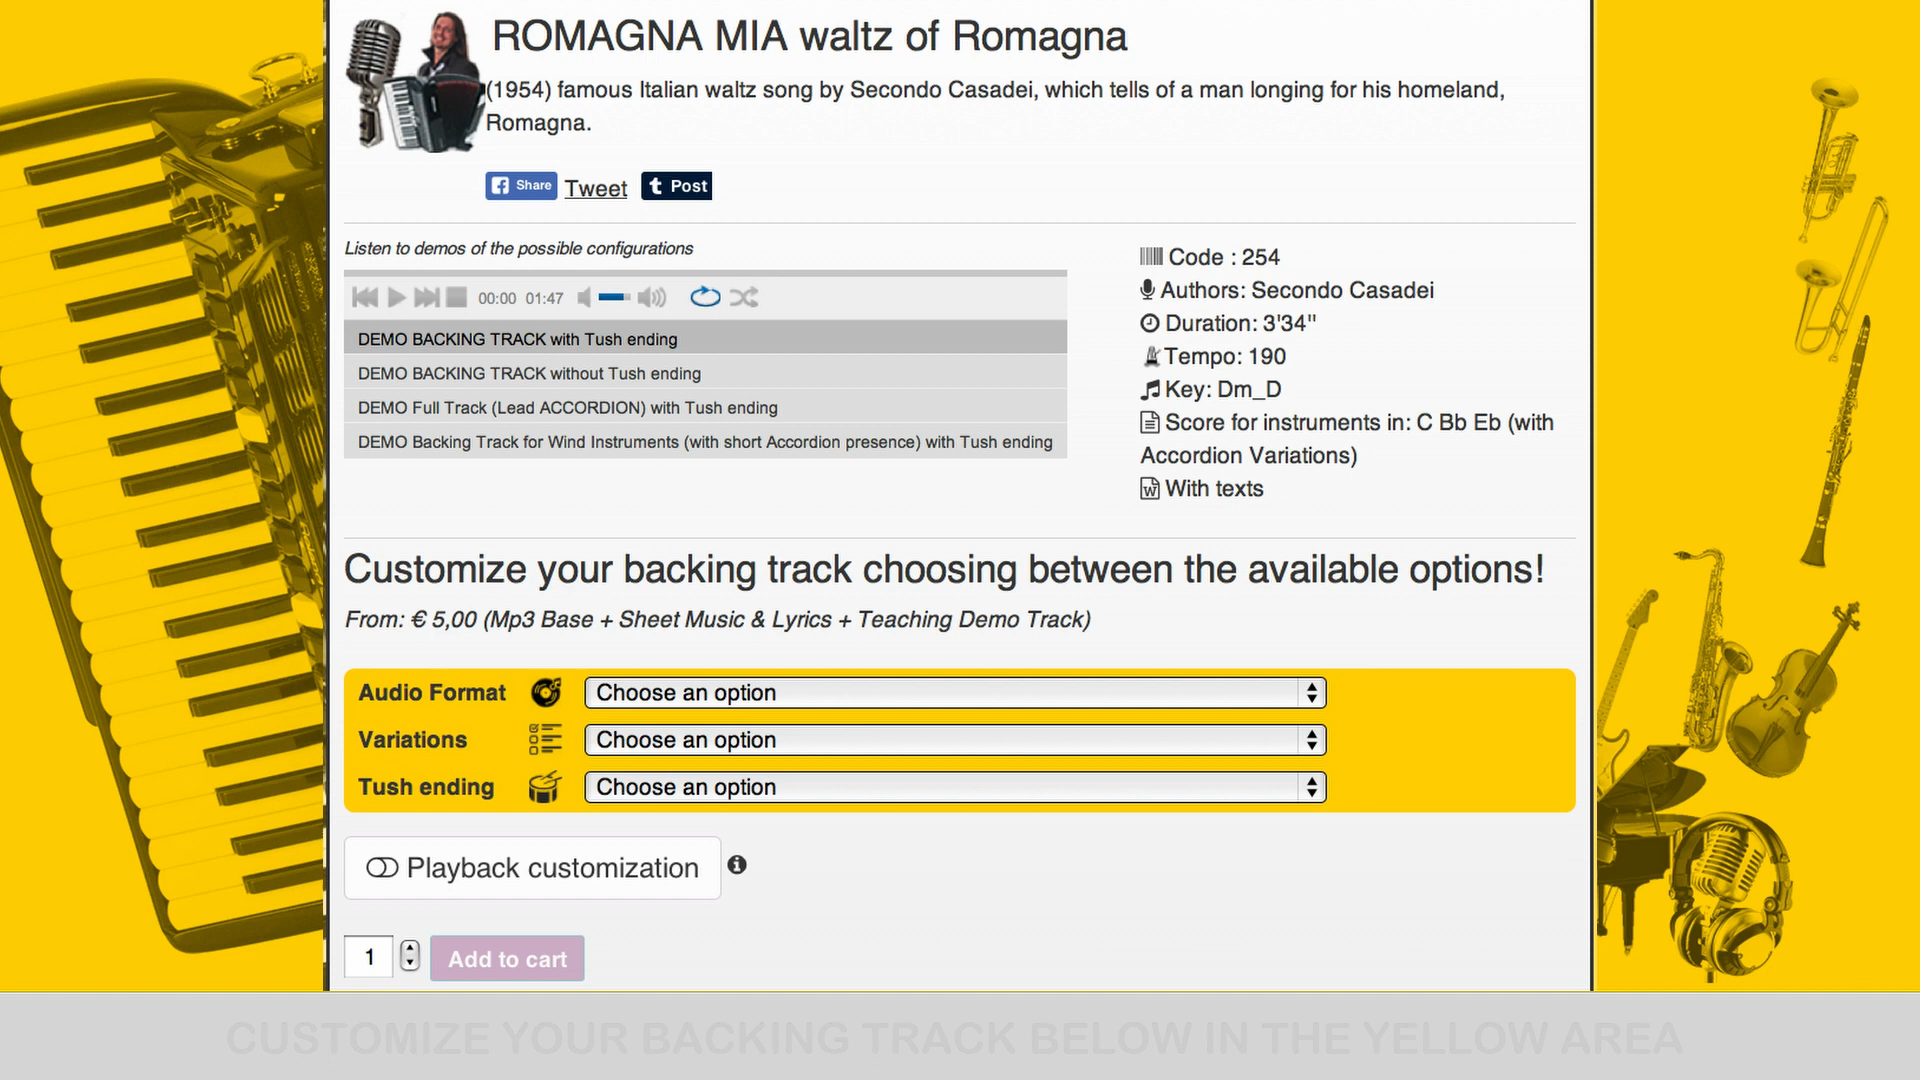 ROMAGNA MIA waltz of Romagna
(1954) famous Italian waltz song by Secondo Casadei, which tells of a man longing for his homeland,
Romagna.
Share Tweet Post
Listen to demos of the possible configurations
00:00 01:47
DEMO BACKING TRACK with Tush ending
DEMO BACKING TRACK without Tush ending
DEMO Full Track (Lead ACCORDION) with Tush ending
DEMO Backing Track for Wind Instruments (with short Accordion presence) with Tush ending
Code : 254
Authors: Secondo Casadei
Duration: 3'34"
Tempo: 190
Key: Dm_D
Score for instruments in: C Bb Eb (with
Accordion Variations)
With texts
Customize your backing track choosing between the available options!
From: € 5,00 (Mp3 Base + Sheet Music & Lyrics + Teaching Demo Track)
Audio Format Choose an option
Variations Choose an option
Tush ending Choose an option
Playback customization
1 Add to cart
CUSTOMIZE YOUR BACKING TRACK BELOW IN THE YELLOW AREA